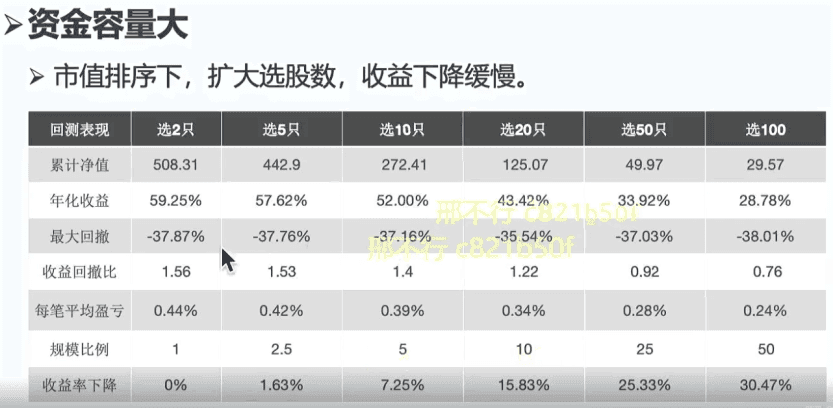 ➢资金容量大
➢ 市值排序下，扩大选股数，收益下降缓慢。
回测表现 选2只 选5只 选10只 选20只 选50只 选100
累计净值 508.31 442.9 272.41 125.07 49.97 29.57
年化收益 59.25% 57.62% 52.00% 43.42% 33.92% 28.78%
邢不行 c821b50f
最大回撤 -37.87% -37.76% -37.16% -35.54% -37.03% -38.01%
邢不行 c821b50f
收益回撤比 1.56 1.53 1.4 1.22 0.92 0.76
每笔平均盈亏 0.44% 0.42% 0.39% 0.34% 0.28% 0.24%
规模比例 1 2.5 5 10 25 50
收益率下降 0% 1.63% 7.25% 15.83% 25.33% 30.47%